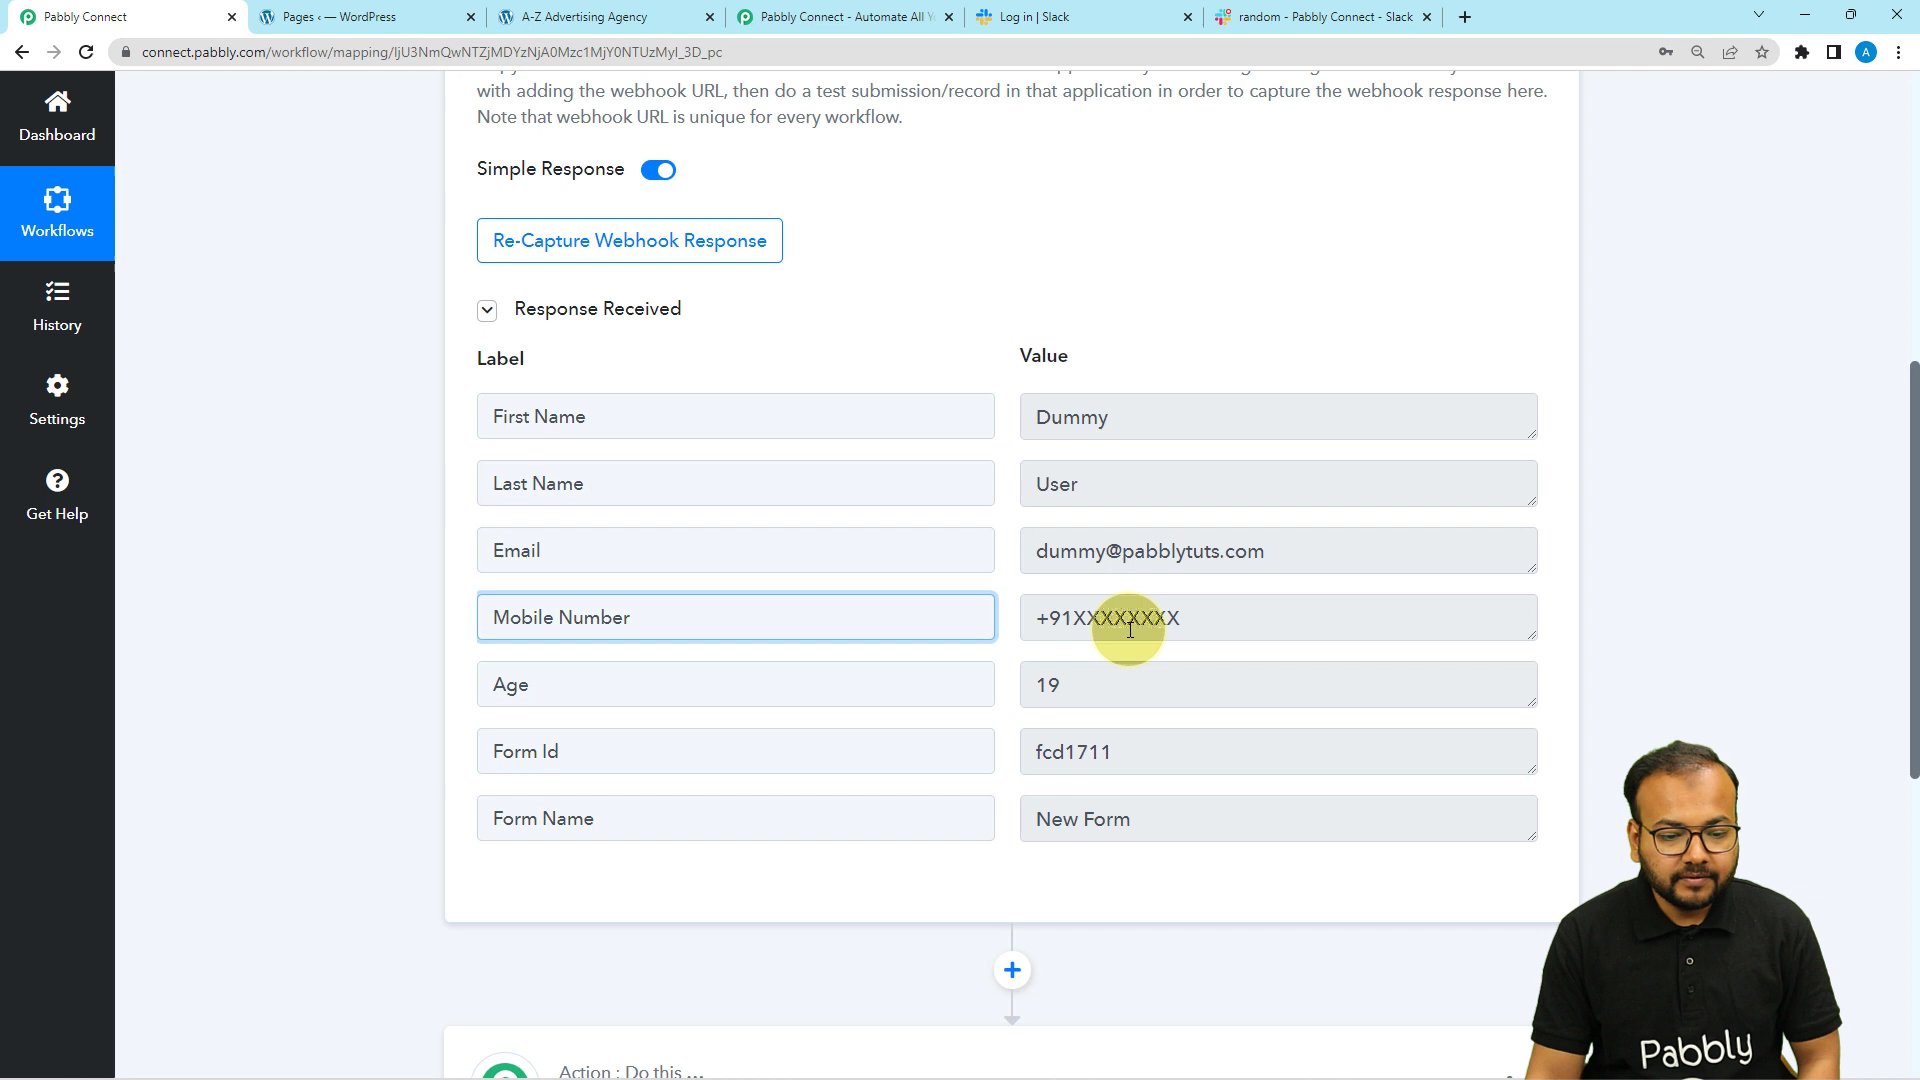 Pabbly Connect
Pages ‹ — WordPress
A-Z Advertising Agency
Pabbly Connect - Automate All Y
Log in | Slack
random - Pabbly Connect - Slack
connect.pabbly.com/workflow/mapping/IjU3NmQwNTZjMDYzNjA0Mzc1MjY0NTUzMyI_3D_pc
A
Dashboard
Workflows
History
Settings
Get Help
with adding the webhook URL, then do a test submission/record in that application in order to capture the webhook response here.
Note that webhook URL is unique for every workflow.
Simple Response
Re-Capture Webhook Response
Response Received
Label
Value
First Name
Dummy
Last Name
User
Email
dummy@pabblytuts.com
Mobile Number
+91XXXXXXXX
Age
19
Form Id
fcd1711
Form Name
New Form
Action : Do this ...
Pabbly